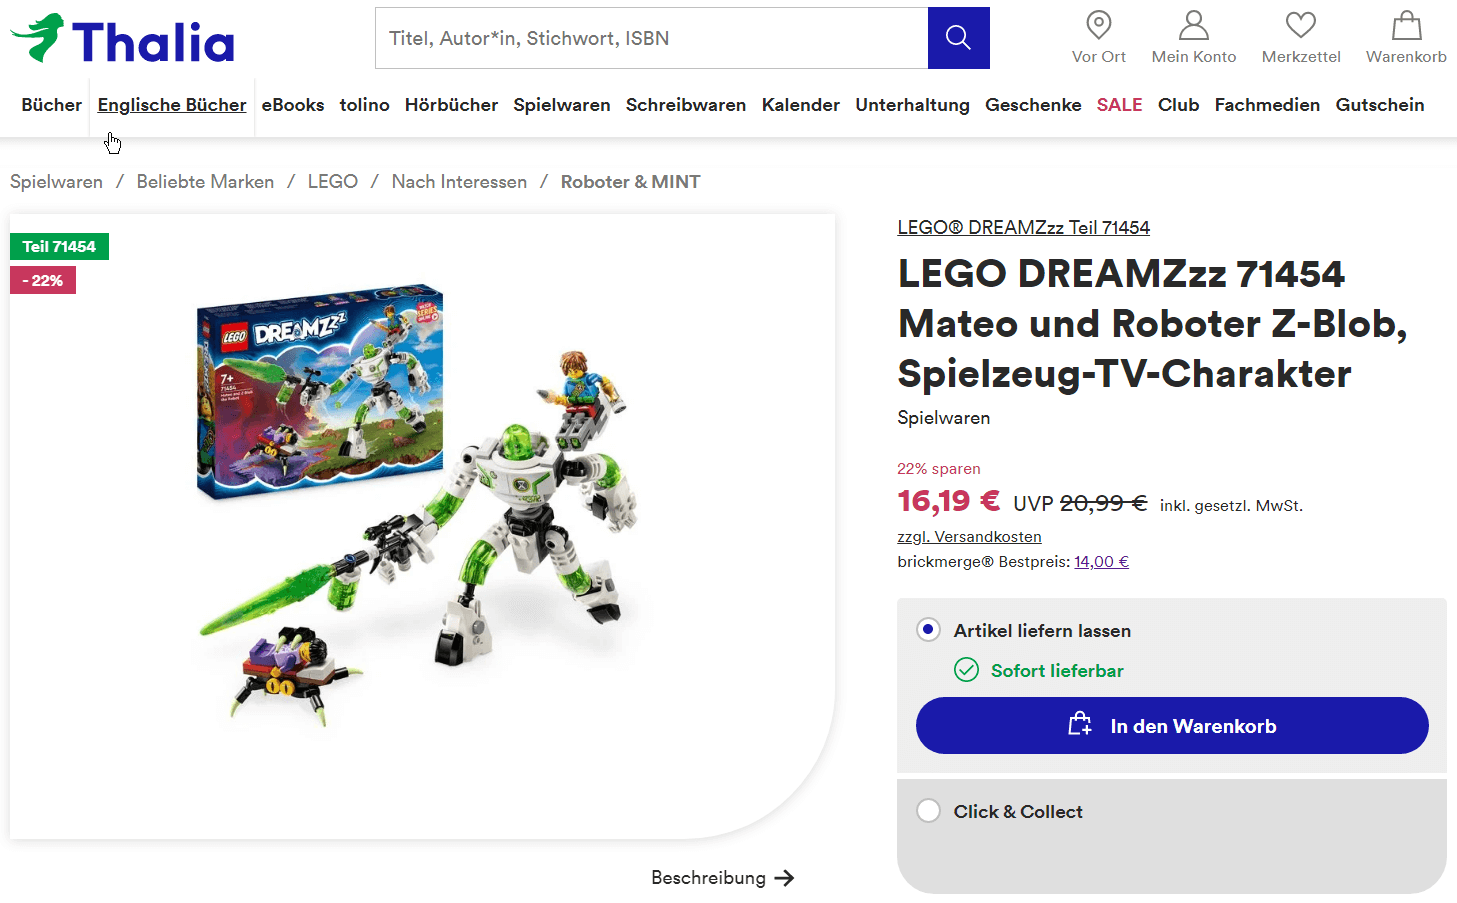 Thalia
Titel, Autor*in, Stichwort, ISBN
Vor Ort
Mein Konto
Merkzettel
Warenkorb
Bücher Englische Bücher eBooks tolino Hörbücher Spielwaren Schreibwaren Kalender Unterhaltung Geschenke SALE Club Fachmedien Gutschein
Spielwaren / Beliebte Marken / LEGO / Nach Interessen / Roboter & MINT
Teil 71454
- 22%
LEGO DREAMZzz
7+
71454
LEGO® DREAMZzz Teil 71454
LEGO DREAMZzz 71454
Mateo und Roboter Z-Blob,
Spielzeug-TV-Charakter
Spielwaren
22% sparen
16,19 € UVP 20,99 € inkl. gesetzl. MwSt.
zzgl. Versandkosten
brickmerge® Bestpreis: 14,00 €
Artikel liefern lassen
Sofort lieferbar
In den Warenkorb
Click & Collect
Beschreibung